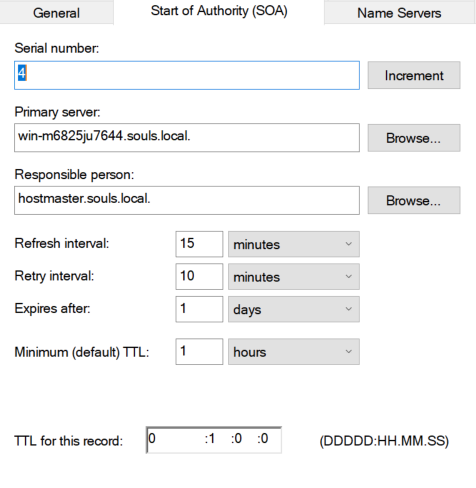 General Start of Authority (SOA) Name Servers
Serial number:
4 Increment
Primary server:
win-m6825ju7644.souls.local. Browse...
Responsible person:
hostmaster.souls.local. Browse...
Refresh interval: 15 minutes
Retry interval: 10 minutes
Expires after: 1 days
Minimum (default) TTL: 1 hours
TTL for this record: 0 :1 :0 :0 (DDDDD:HH.MM.SS)